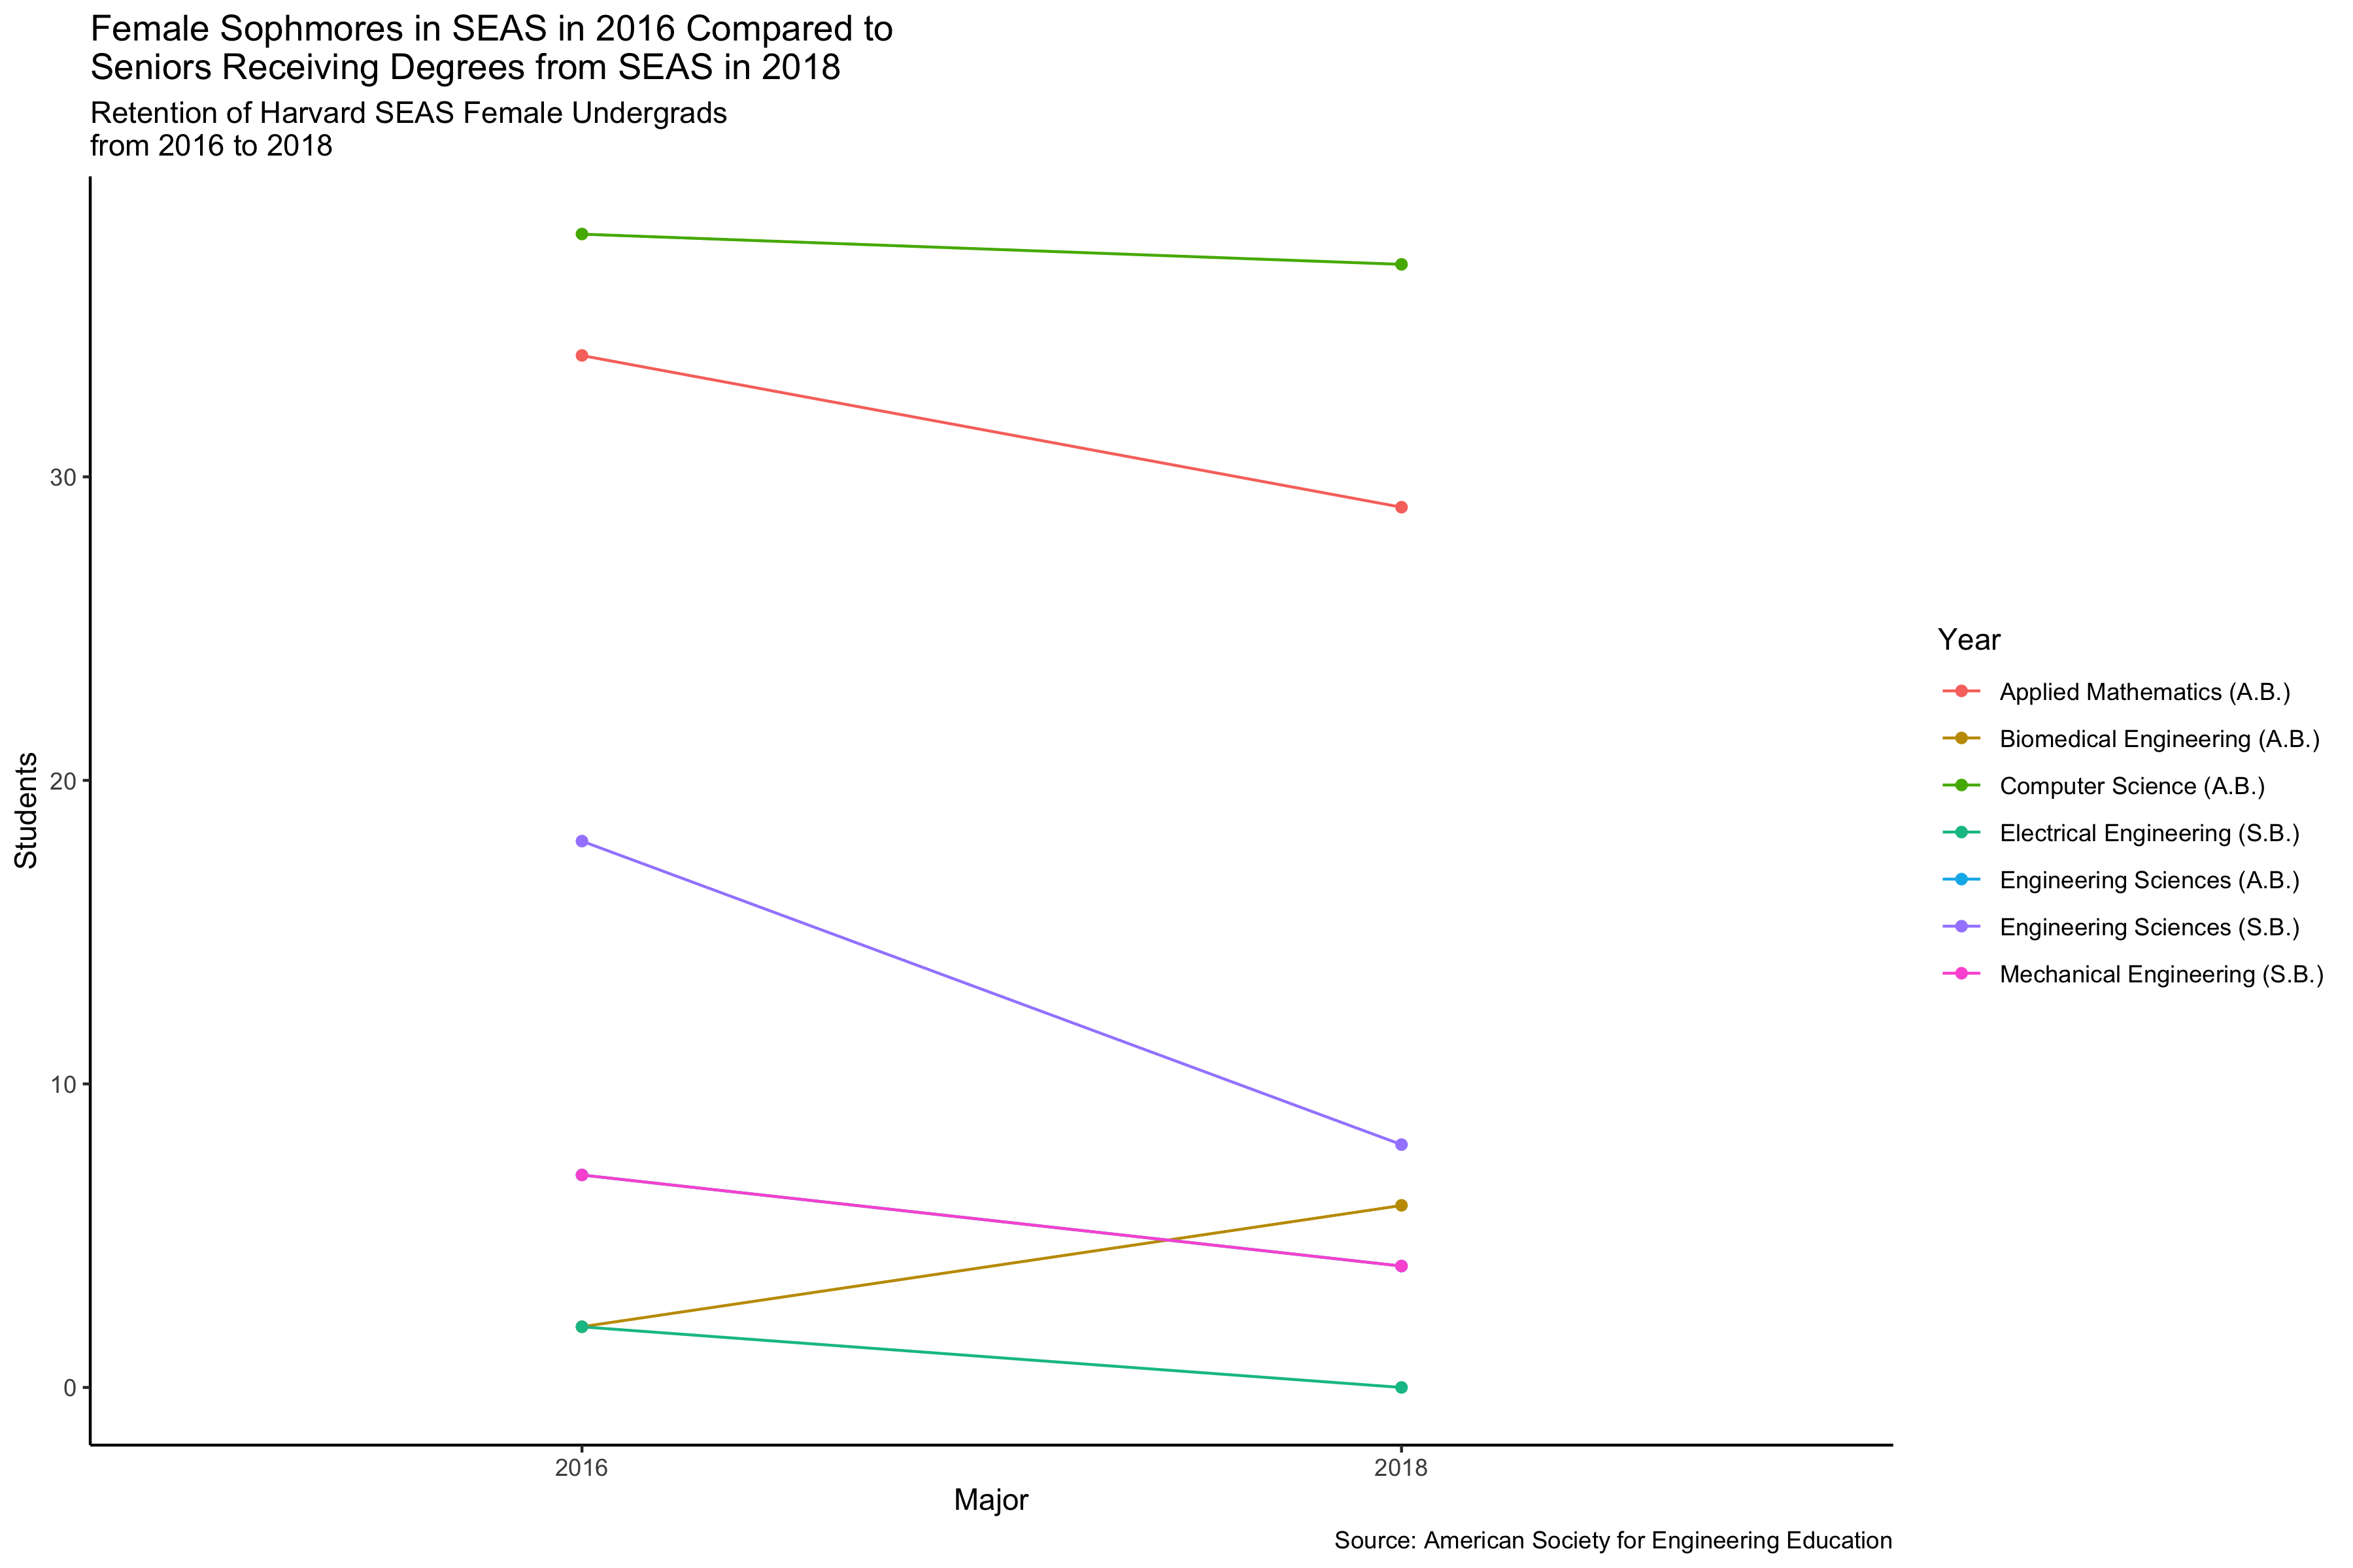 Female Sophmores in SEAS in 2016 Compared to
Seniors Receiving Degrees from SEAS in 2018
Retention of Harvard SEAS Female Undergrads
from 2016 to 2018
30
20
10
0
Students
2016
2018
Major
Year
Applied Mathematics (A.B.)
Biomedical Engineering (A.B.)
Computer Science (A.B.)
Electrical Engineering (S.B.)
Engineering Sciences (A.B.)
Engineering Sciences (S.B.)
Mechanical Engineering (S.B.)
Source: American Society for Engineering Education